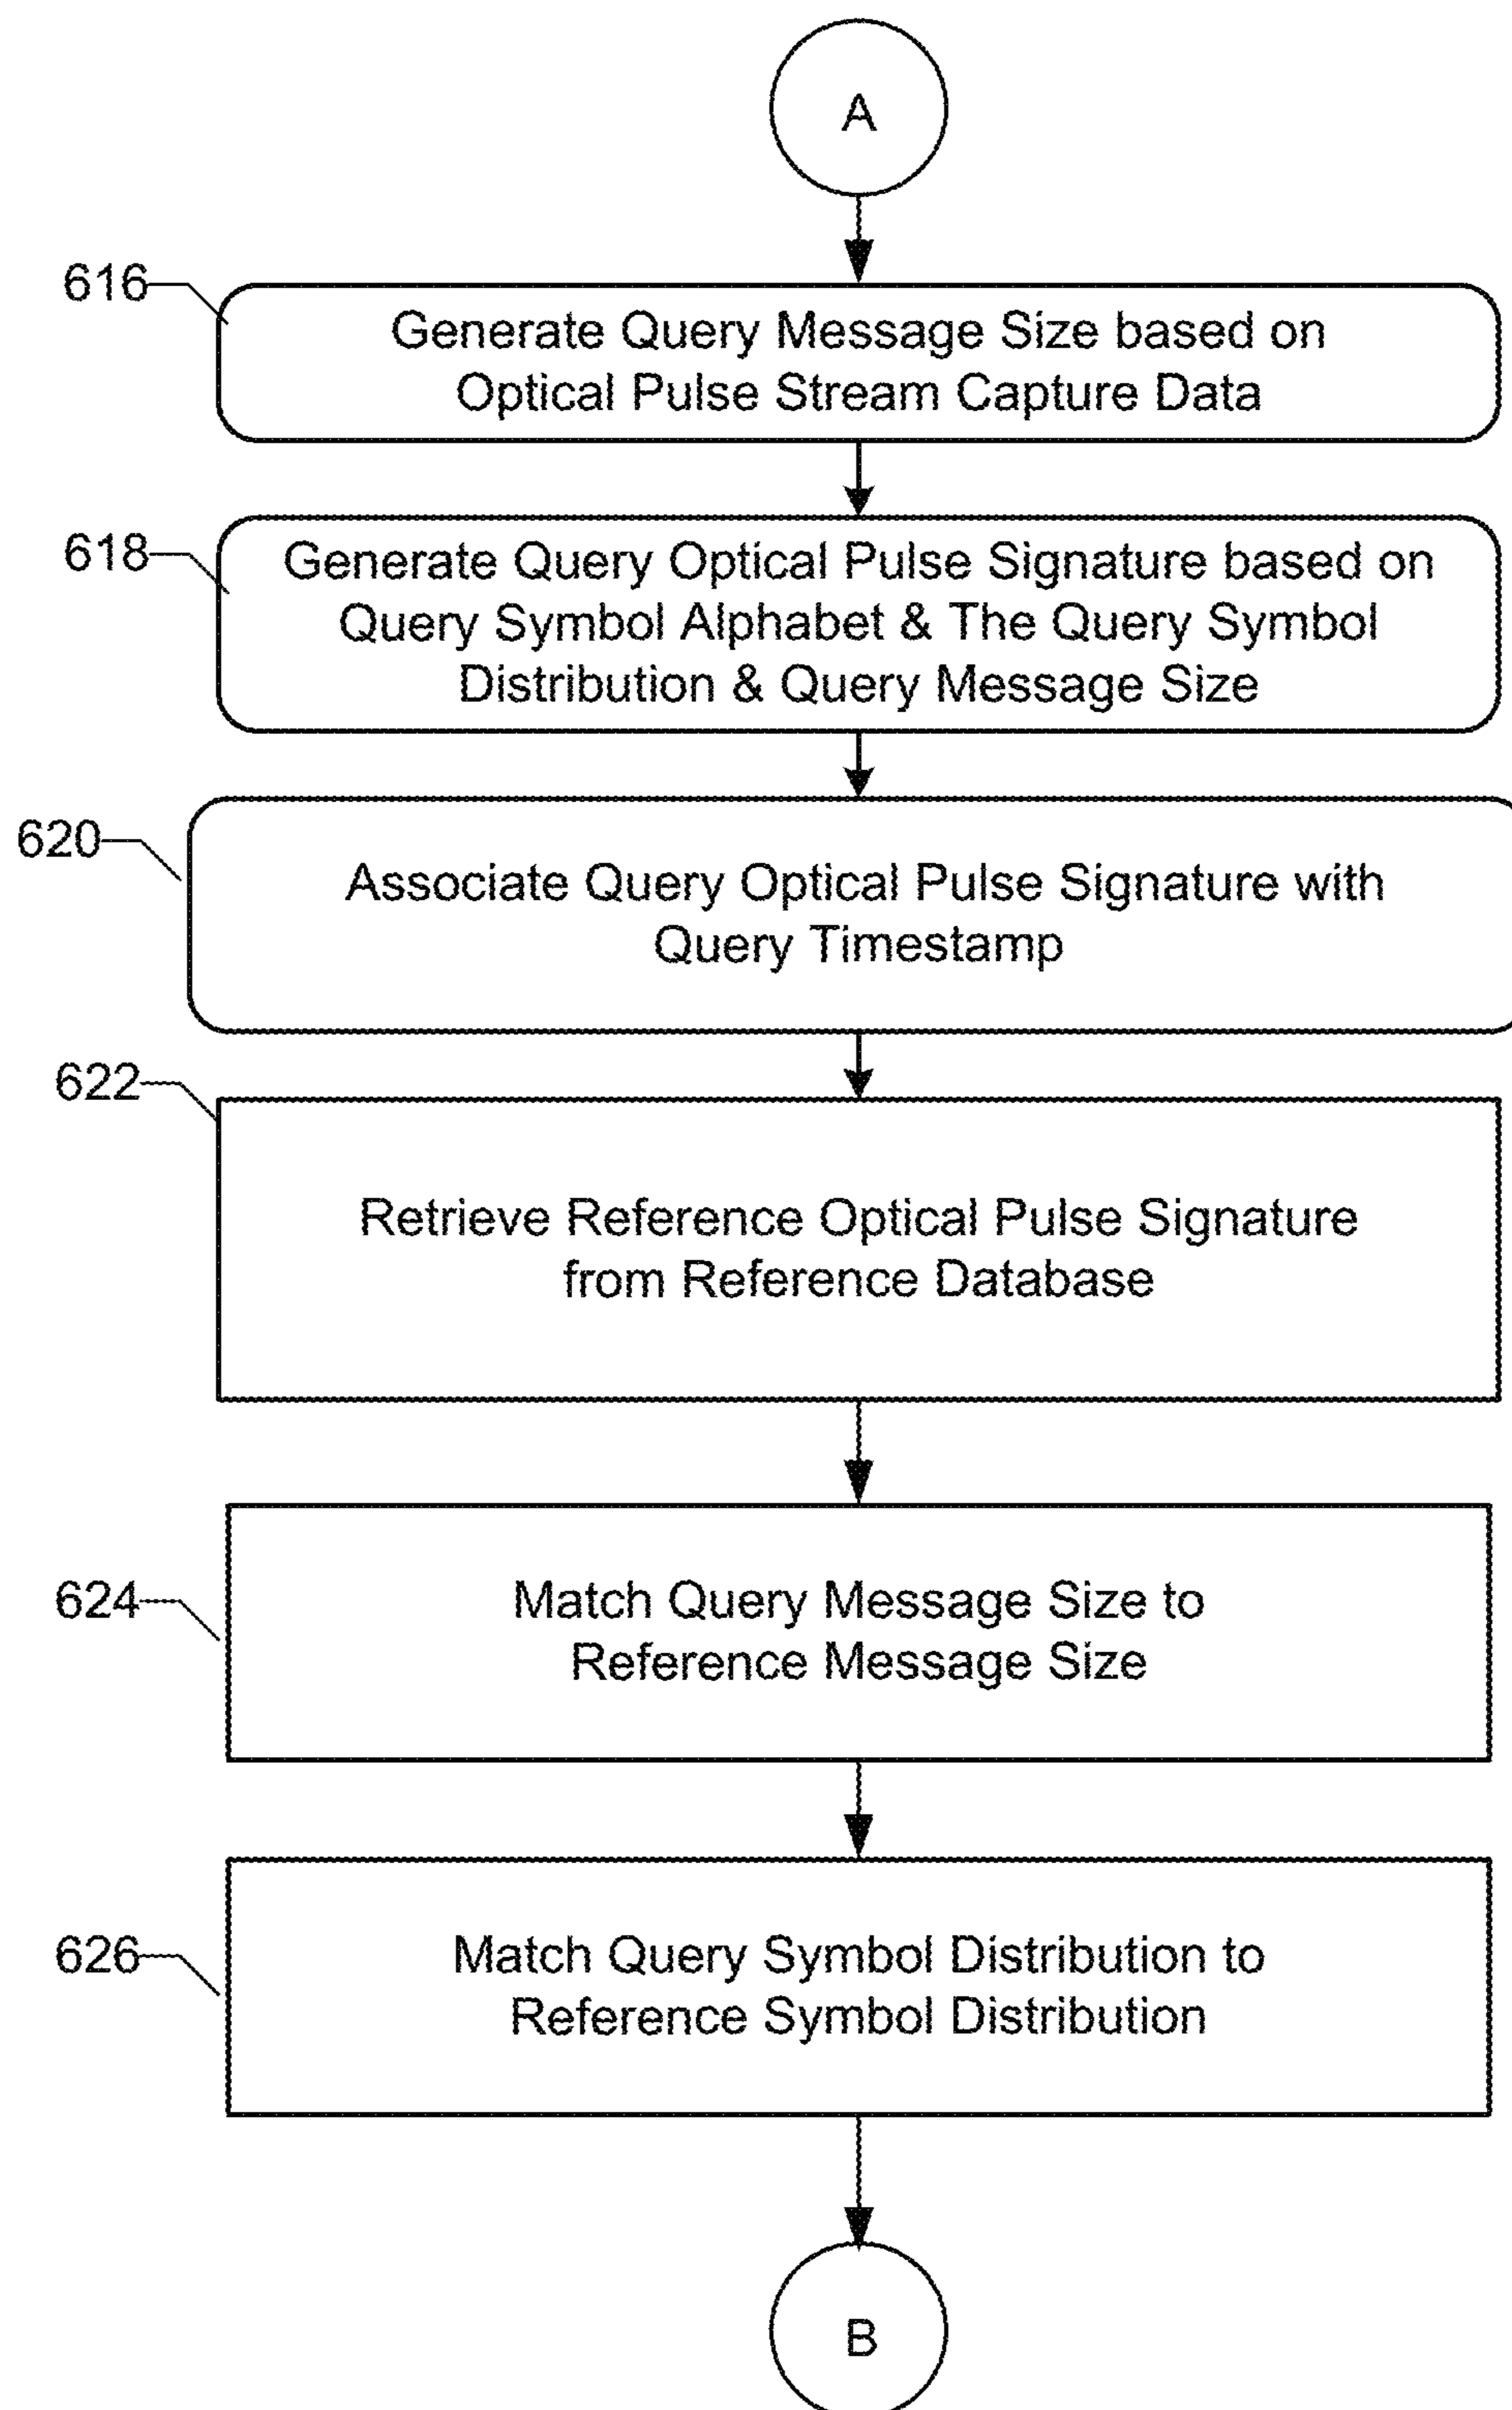 A
616
Generate Query Message Size based on
Optical Pulse Stream Capture Data
618
Generate Query Optical Pulse Signature based on
Query Symbol Alphabet & The Query Symbol
Distribution & Query Message Size
620
Associate Query Optical Pulse Signature with
Query Timestamp
622
Retrieve Reference Optical Pulse Signature
from Reference Database
624
Match Query Message Size to
Reference Message Size
626
Match Query Symbol Distribution to
Reference Symbol Distribution
B